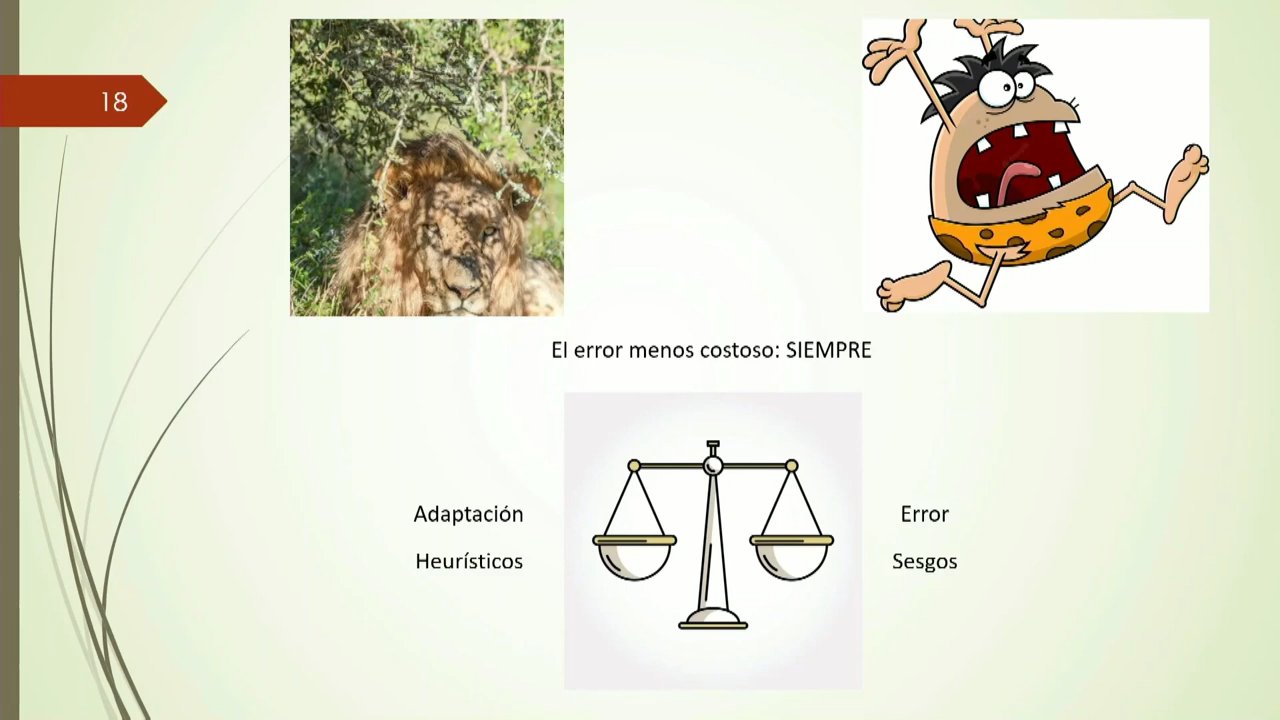 18
El error menos costoso: SIEMPRE
Adaptación
Error
Heurísticos
Sesgos